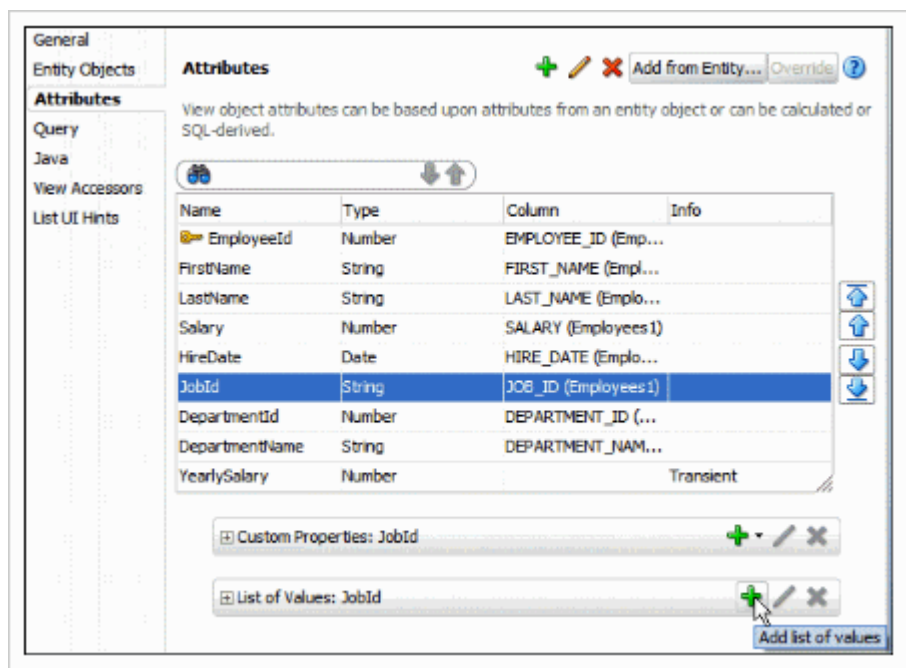 General
Entity Objects
Attributes
Query
Java
View Accessors
List UI Hints
Attributes
Add from Entity... Override
View object attributes can be based upon attributes from an entity object or can be calculated or
SQL-derived.
Name Type Column Info
EmployeeId Number EMPLOYEE_ID (Emp...
FirstName String FIRST_NAME (Empl...
LastName String LAST_NAME (Emplo...
Salary Number SALARY (Employees1)
HireDate Date HIRE_DATE (Emplo...
JobId String JOB_ID (Employees1)
DepartmentId Number DEPARTMENT_ID (...
DepartmentName String DEPARTMENT_NAM...
YearlySalary Number Transient
Custom Properties: JobId
List of Values: JobId
Add list of values